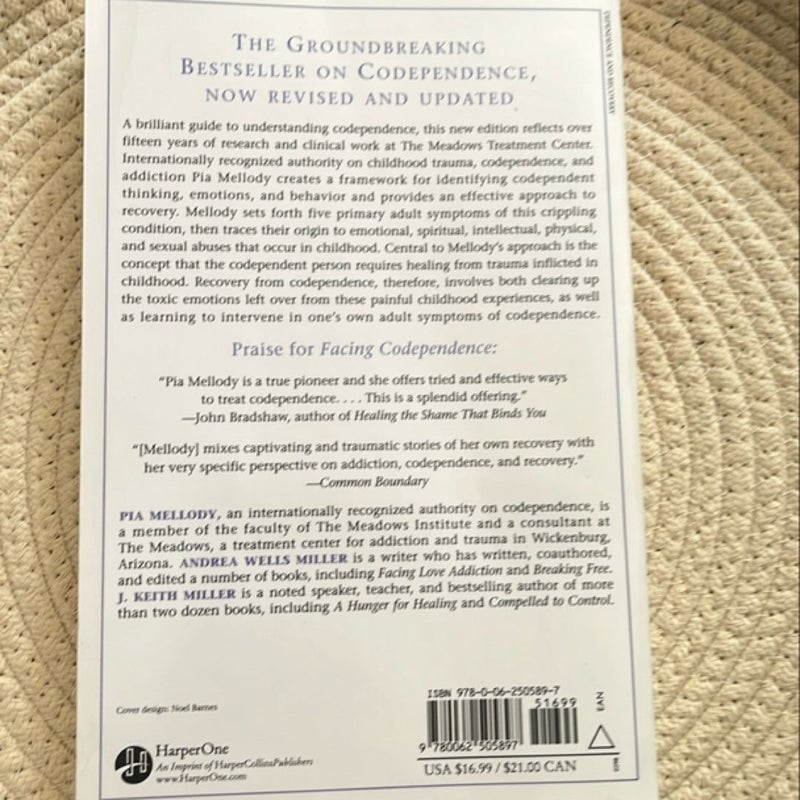 THE GROUNDBREAKING
BESTSELLER ON CODEPENDENCE,
NOW REVISED AND UPDATED
A brilliant guide to understanding codependence, this new edition reflects over
fifteen years of research and clinical work at The Meadows Treatment Center.
Internationally recognized authority on childhood trauma, codependence, and
addiction Pia Mellody creates a framework for identifying codependent
thinking, emotions, and behavior and provides an effective approach to
recovery. Mellody sets forth five primary adult symptoms of this crippling
condition, then traces their origin to emotional, spiritual, intellectual, physical,
and sexual abuses that occur in childhood. Central to Mellody's approach is the
concept that the codependent person requires healing from trauma inflicted in
childhood. Recovery from codependence, therefore, involves both clearing up
the toxic emotions left over from these painful childhood experiences, as well
as learning to intervene in one's own adult symptoms of codependence.
Praise for Facing Codependence:
“Pia Mellody is a true pioneer and she offers tried and effective ways
to treat codependence. . . . This is a splendid offering.”
—John Bradshaw, author of Healing the Shame That Binds You
“[Mellody] mixes captivating and traumatic stories of her own recovery with
her very specific perspective on addiction, codependence, and recovery.”
—Common Boundary
PIA MELLODY, an internationally recognized authority on codependence, is
a member of the faculty of The Meadows Institute and a consultant at
The Meadows, a treatment center for addiction and trauma in Wickenburg,
Arizona. ANDREA WELLS MILLER is a writer who has written, coauthored,
and edited a number of books, including Facing Love Addiction and Breaking Free.
J. KEITH MILLER is a noted speaker, teacher, and bestselling author of more
than two dozen books, including A Hunger for Healing and Compelled to Control.
Cover design: Noel Barnes
HarperOne
An Imprint of HarperCollinsPublishers
www.HarperOne.com
ISBN 978-0-06-250589-7
51699
9 780062 505897
EAN
USA $16.99 / $21.00 CAN